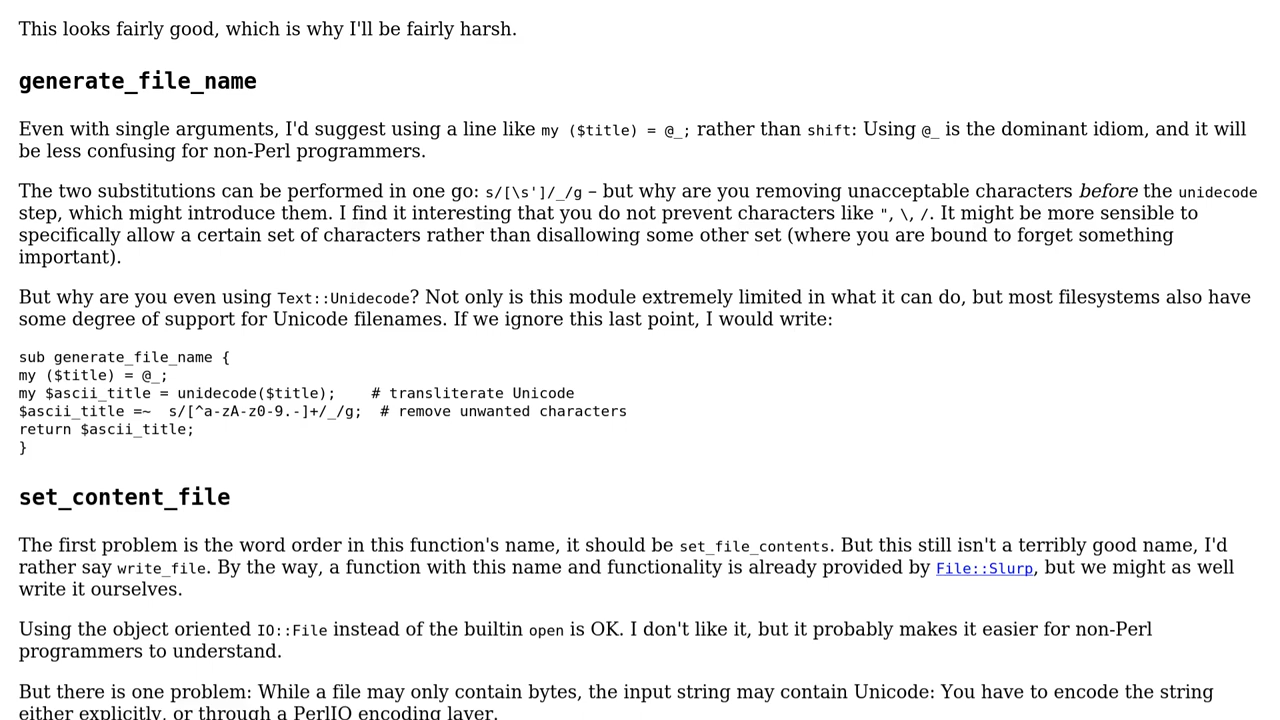 This looks fairly good, which is why I'll be fairly harsh.
generate_file_name
Even with single arguments, I'd suggest using a line like my ($title) = @_; rather than shift: Using @_ is the dominant idiom, and it will
be less confusing for non-Perl programmers.
The two substitutions can be performed in one go: s/[\s']/_/g – but why are you removing unacceptable characters before the unidecode
step, which might introduce them. I find it interesting that you do not prevent characters like ", \, /. It might be more sensible to
specifically allow a certain set of characters rather than disallowing some other set (where you are bound to forget something
important).
But why are you even using Text::Unidecode? Not only is this module extremely limited in what it can do, but most filesystems also have
some degree of support for Unicode filenames. If we ignore this last point, I would write:
sub generate_file_name {
my ($title) = @_;
my $ascii_title = unidecode($title);    # transliterate Unicode
$ascii_title =~  s/[^a-zA-z0-9.-]+/_/g;  # remove unwanted characters
return $ascii_title;
}
set_content_file
The first problem is the word order in this function's name, it should be set_file_contents. But this still isn't a terribly good name, I'd
rather say write_file. By the way, a function with this name and functionality is already provided by File::Slurp, but we might as well
write it ourselves.
Using the object oriented IO::File instead of the builtin open is OK. I don't like it, but it probably makes it easier for non-Perl
programmers to understand.
But there is one problem: While a file may only contain bytes, the input string may contain Unicode: You have to encode the string
either explicitly, or through a PerlIO encoding layer.